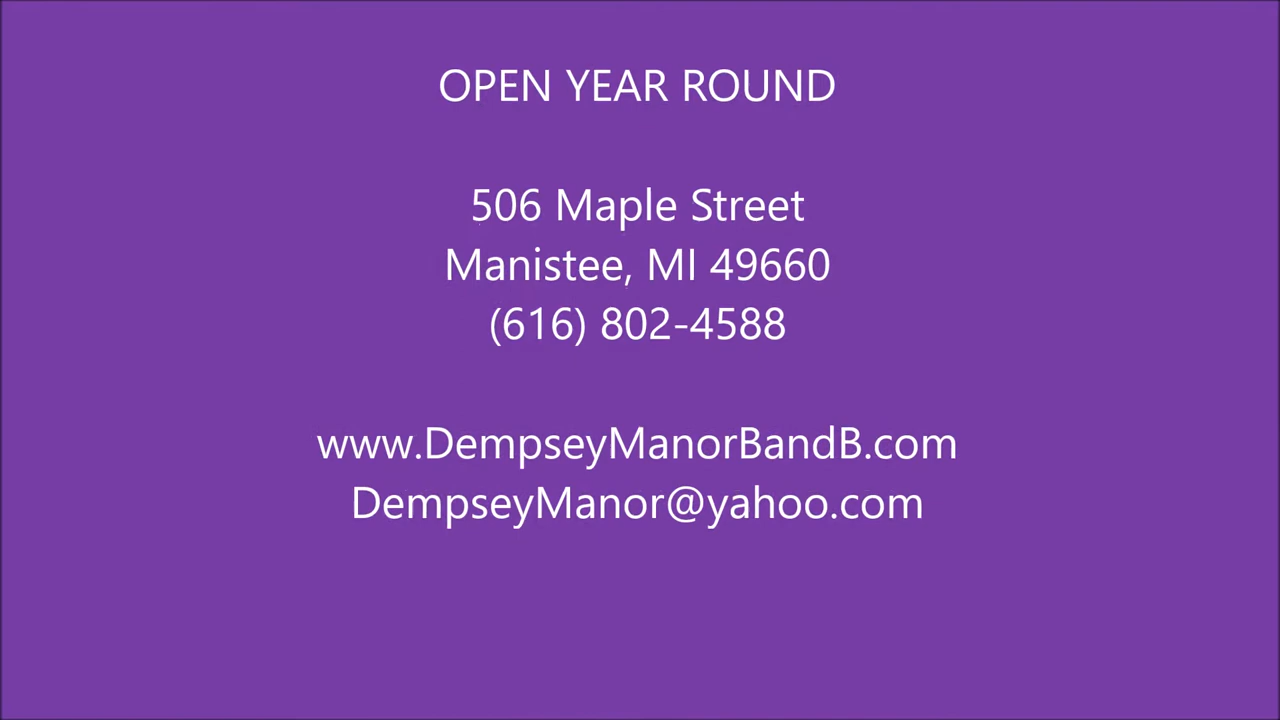 OPEN YEAR ROUND
506 Maple Street
Manistee, MI 49660
(616) 802-4588
www.DempseyManorBandB.com
DempseyManor@yahoo.com